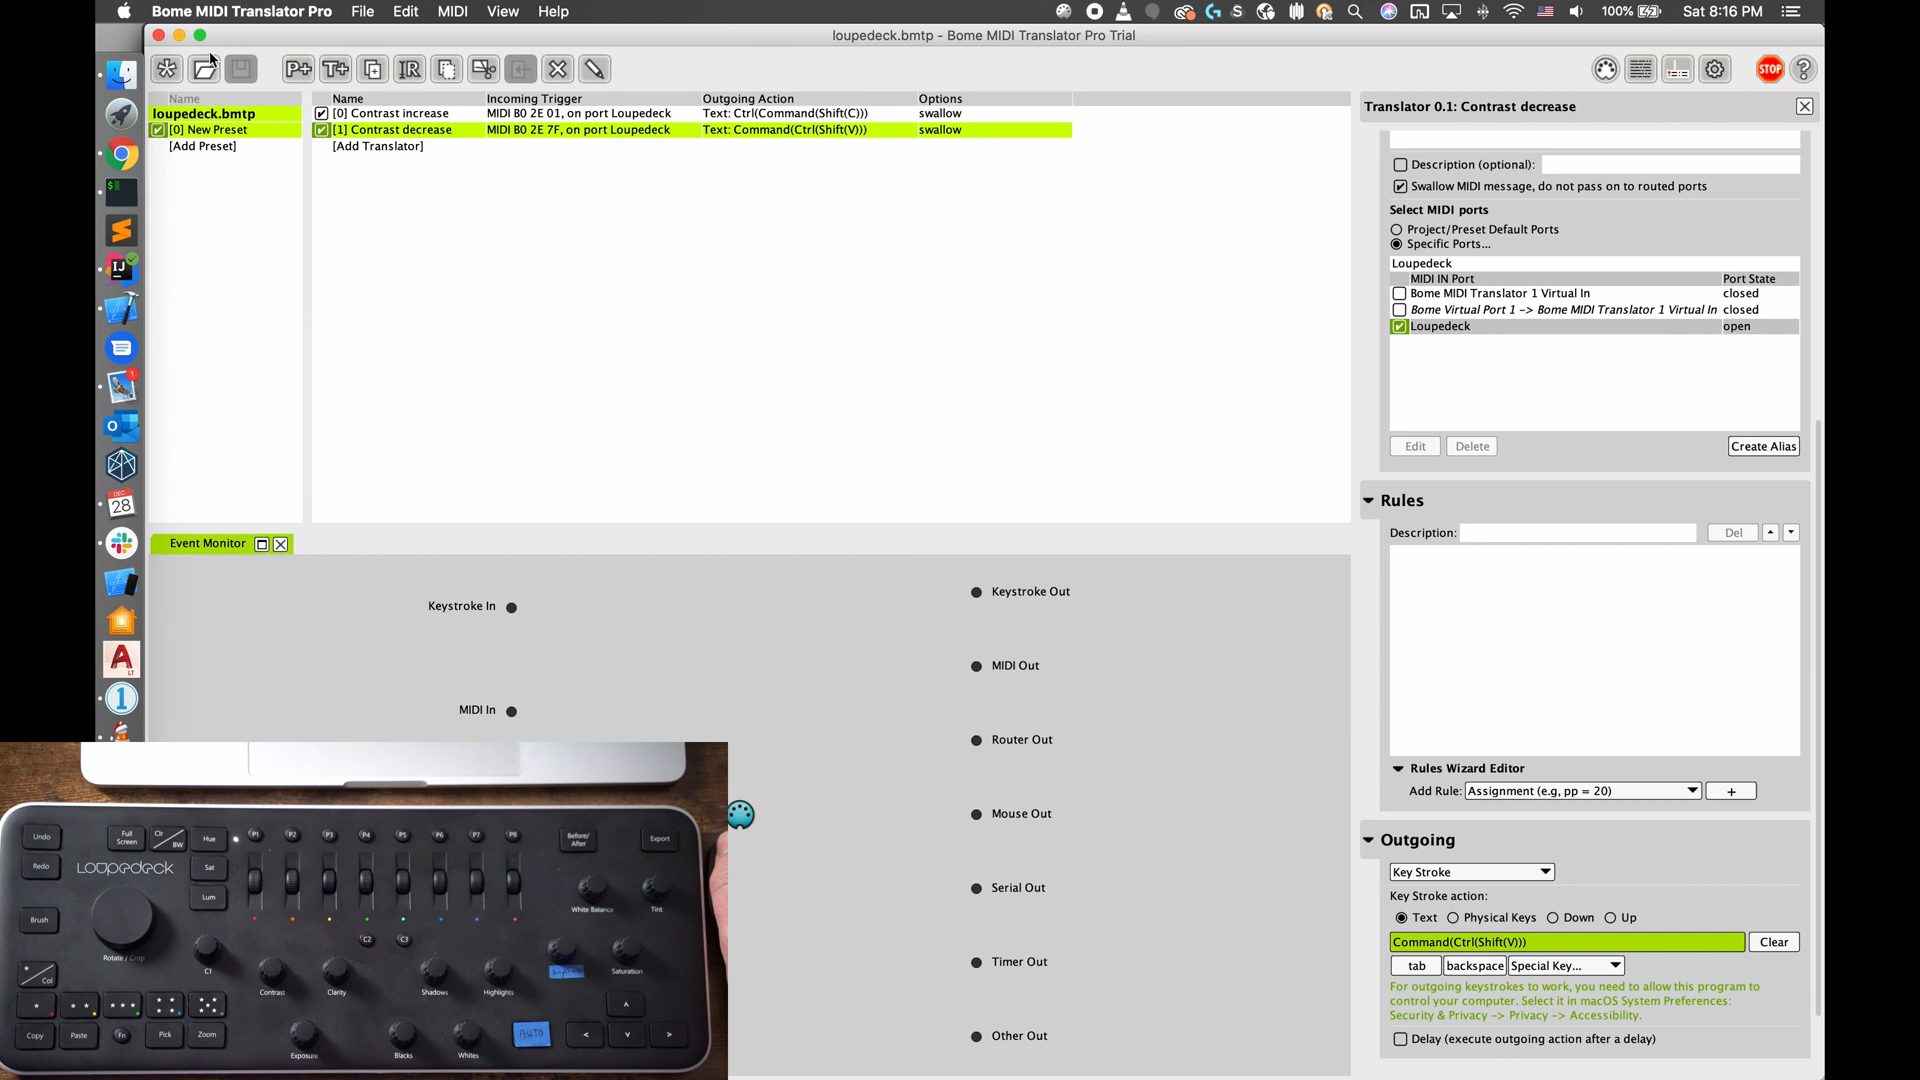 Bome MIDI Translator Pro File Edit MIDI View Help 100% Sat 8:16 PM
loupedeck.bmtp - Bome MIDI Translator Pro Trial
P+ T+ R STOP ?
Name
loupedeck.bmtp
[0] New Preset
[Add Preset]
Name Incoming Trigger Outgoing Action Options
[0] Contrast increase MIDI B0 2E 01, on port Loupedeck Text: Ctrl(Command(Shift(C))) swallow
[1] Contrast decrease MIDI B0 2E 7F, on port Loupedeck Text: Command(Ctrl(Shift(V))) swallow
[Add Translator]
Translator 0.1: Contrast decrease
Description (optional):
Swallow MIDI message, do not pass on to routed ports
Select MIDI ports
Project/Preset Default Ports
Specific Ports...
Loupedeck
MIDI IN Port Port State
Bome MIDI Translator 1 Virtual In closed
Bome Virtual Port 1 -> Bome MIDI Translator 1 Virtual In closed
Loupedeck open
Edit Delete Create Alias
Rules
Description: Del
Rules Wizard Editor
Add Rule: Assignment (e.g, pp = 20) +
Outgoing
Key Stroke
Key Stroke action:
Text Physical Keys Down Up
Command(Ctrl(Shift(V))) Clear
tab backspace Special Key...
For outgoing keystrokes to work, you need to allow this program to
control your computer. Select it in macOS System Preferences:
Security & Privacy -> Privacy -> Accessibility.
Delay (execute outgoing action after a delay)
Event Monitor
Keystroke In
MIDI In
Keystroke Out
MIDI Out
Router Out
Mouse Out
Serial Out
Timer Out
Other Out
$
IJ
1
DEC
28
A
LT
1
Undo Full Screen Clr BW Hue P1 P2 P3 P4 P5 P6 P7 P8 Before/ After Export
Redo LOUPEDECK Sat
Lum
White Balance Tint
Brush
C2 C3
Rotate / Crop C1
Saturation
Col
Contrast Clarity Shadows Highlights
Copy Paste Fn Pick Zoom AUTO < v >
Exposure Blacks Whites